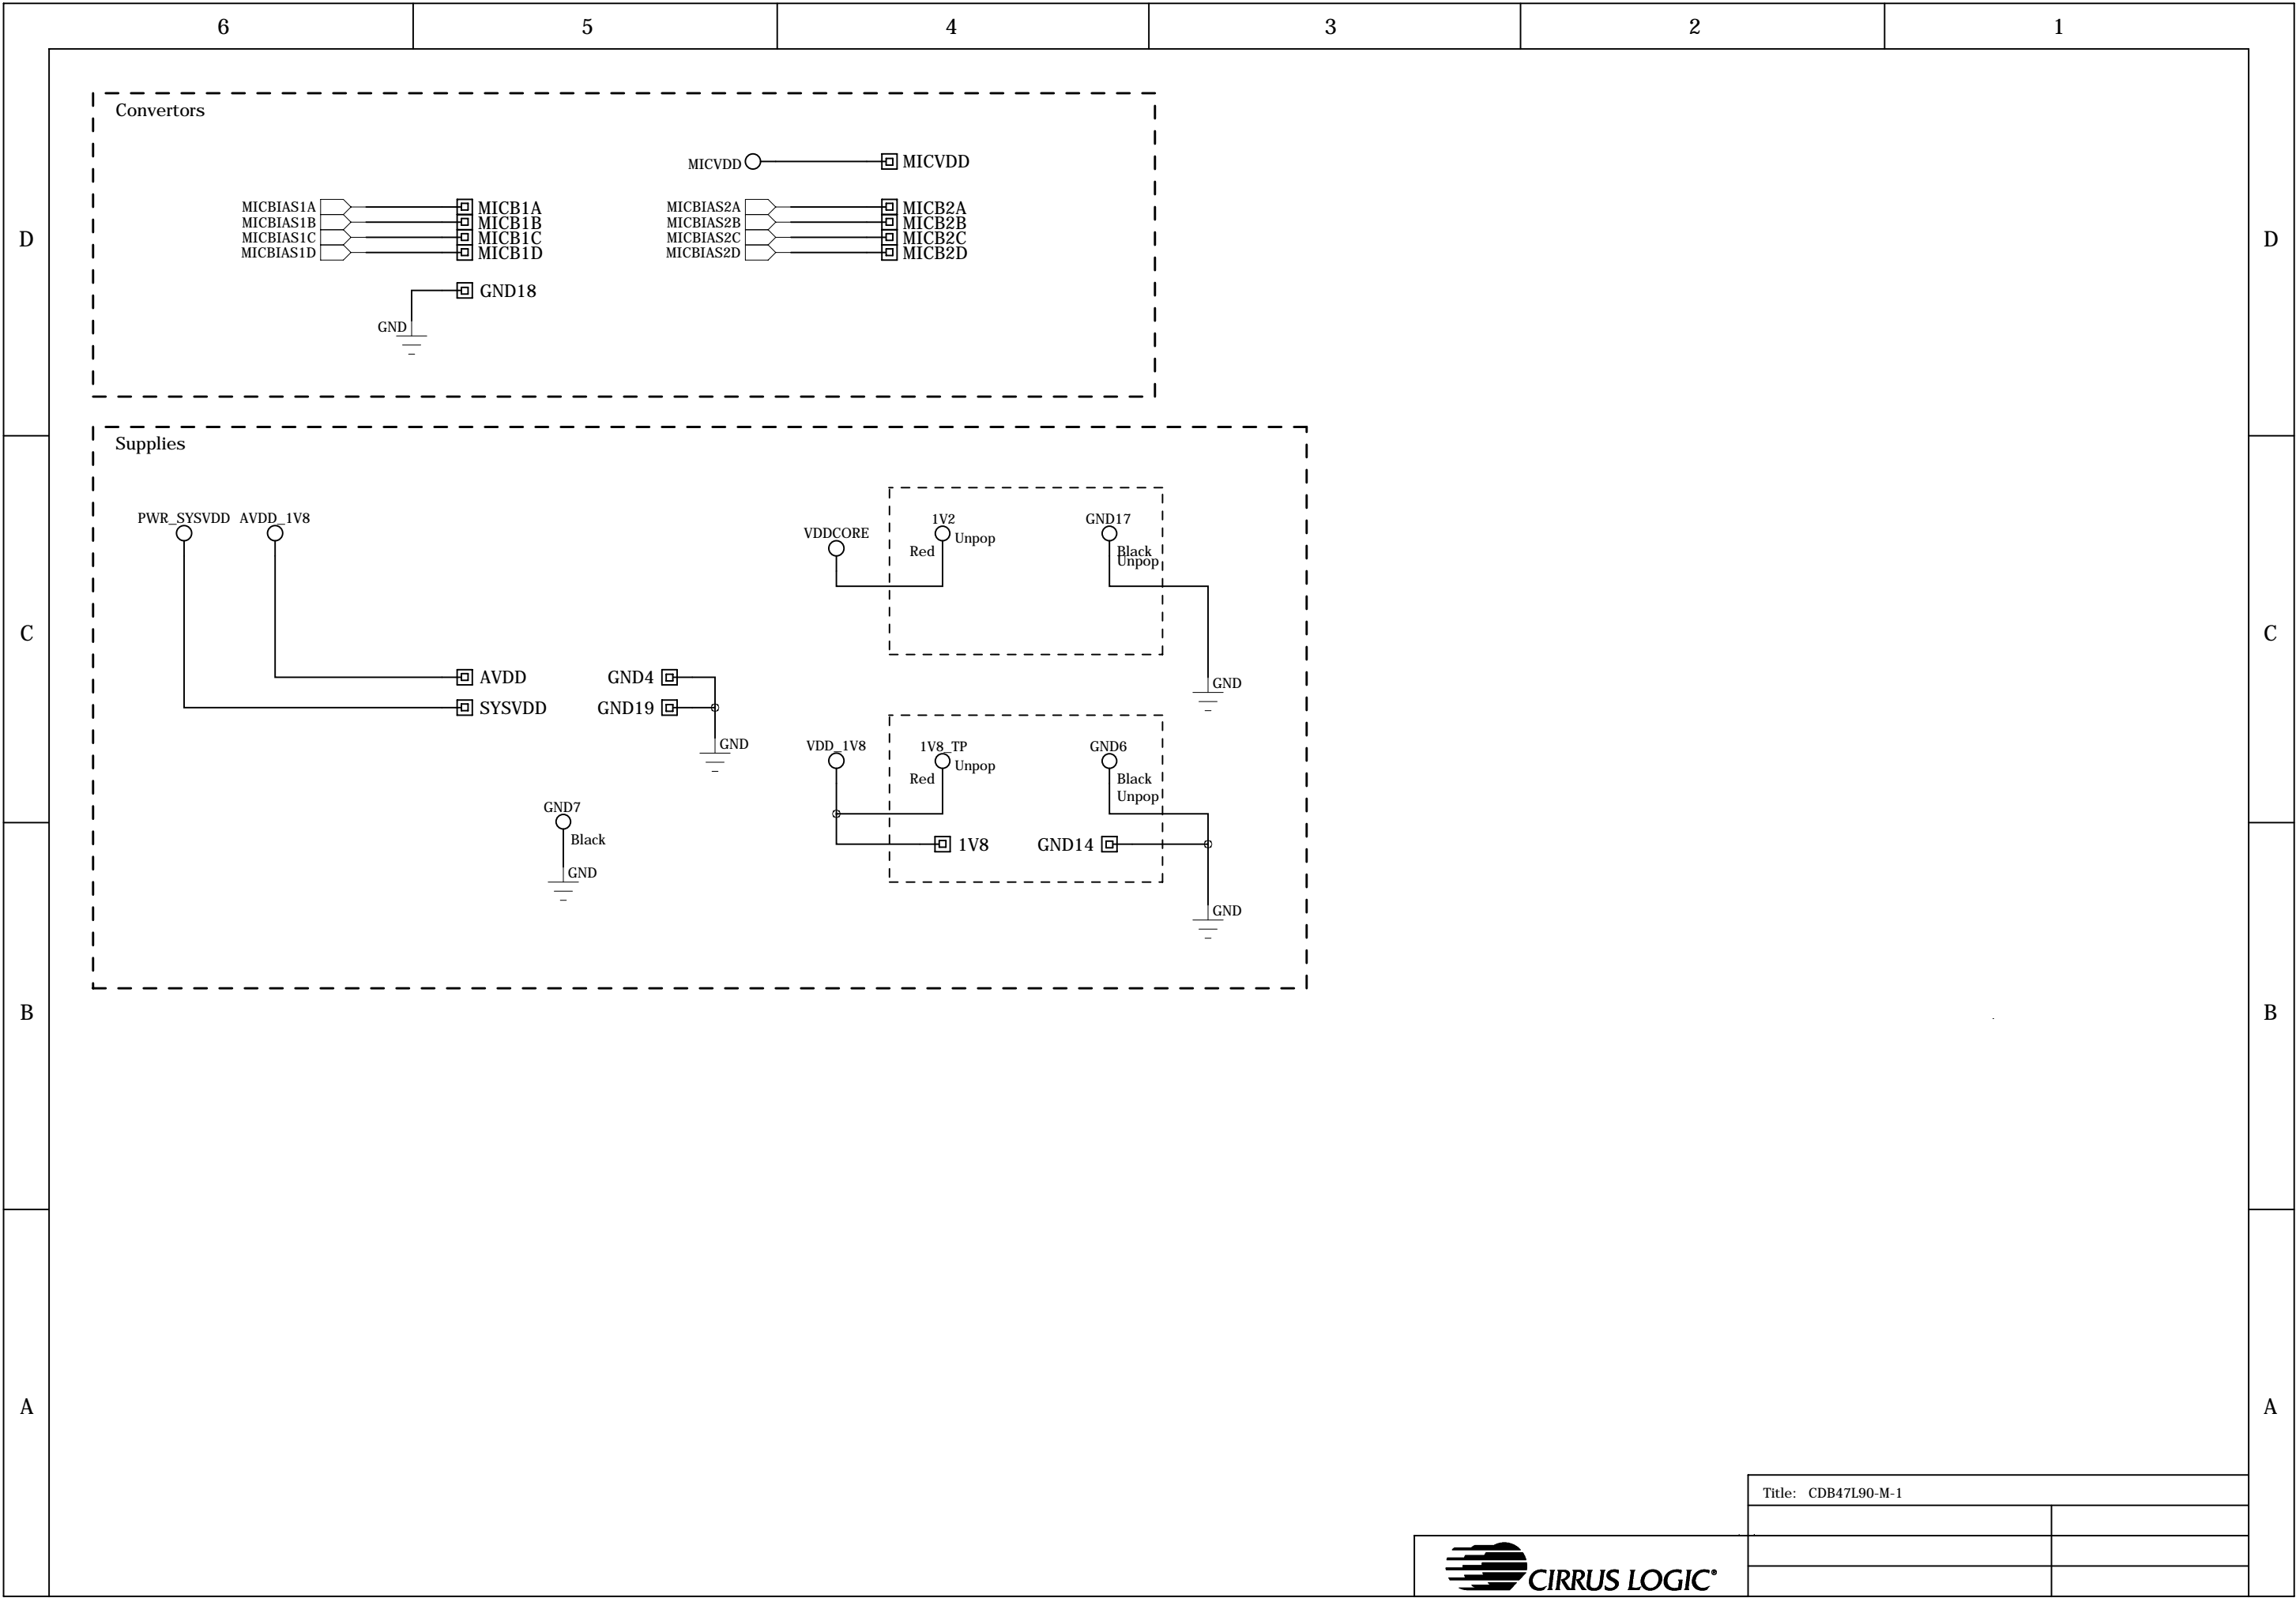 6 5 4 3 2 1
Convertors
MICVDD MICVDD
MICBIAS1A MICB1A MICBIAS2A MICB2A
MICBIAS1B MICB1B MICBIAS2B MICB2B
MICBIAS1C MICB1C MICBIAS2C MICB2C
MICBIAS1D MICB1D MICBIAS2D MICB2D
D D
GND18
GND
Supplies
PWR_SYSVDD AVDD_1V8
VDDCORE
1V2
Unpop
Red
GND17
Black
Unpop
C C
AVDD
SYSVDD
GND4
GND19
GND
GND
VDD_1V8
1V8_TP
Unpop
Red
GND6
Black
Unpop
GND7
Black
GND
1V8
GND14
GND
B B
A A
Title: CDB47L90-M-1
CIRRUS LOGIC®